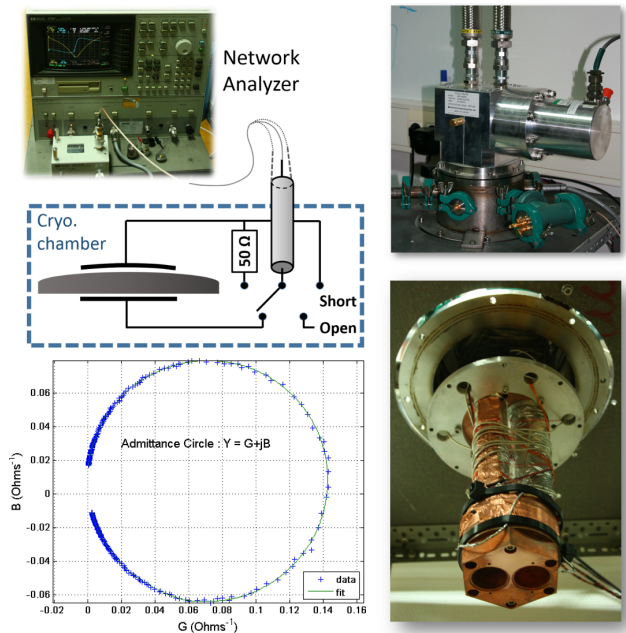 Network
Analyzer
Cryo.
chamber
50 Ω
Short
Open
Admittance Circle : Y = G+jB
B (Ohms⁻¹)
0.06
0.04
0.02
0
-0.02
-0.04
-0.06
-0.02
0
0.02
0.04
0.06
0.08
0.1
0.12
0.14
0.16
G (Ohms⁻¹)
data
fit